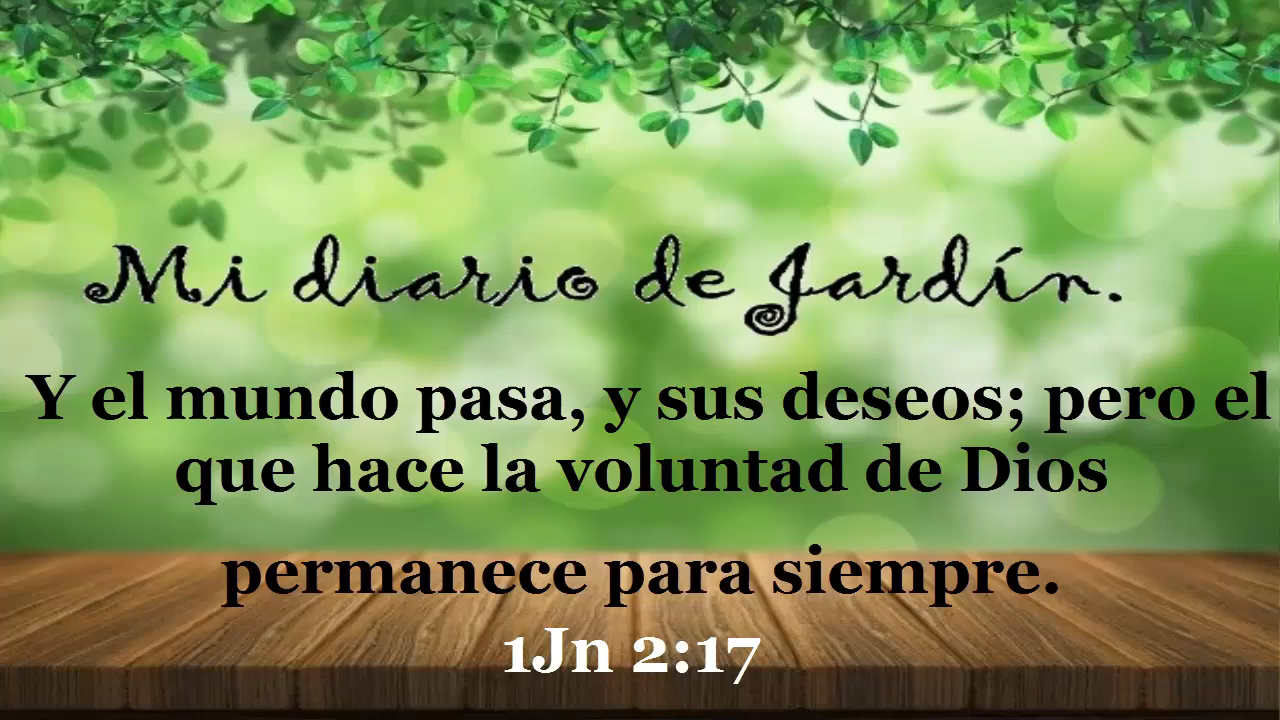 Mi diario de Jardín.
Y el mundo pasa, y sus deseos; pero el
que hace la voluntad de Dios
permanece para siempre.
1Jn 2:17